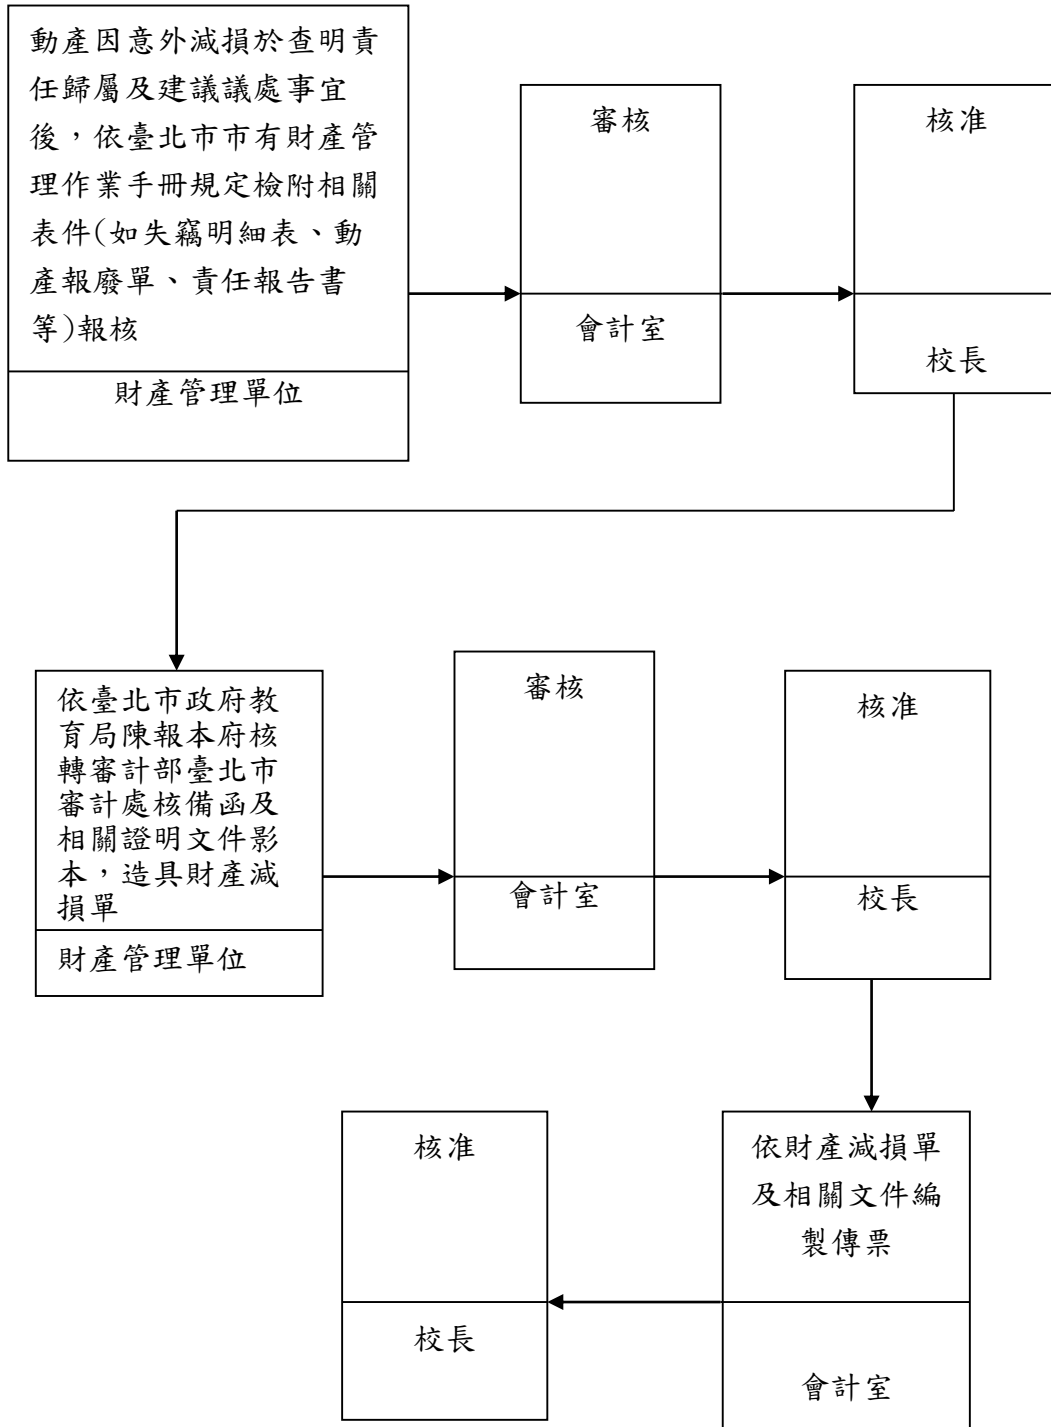 動產因意外減損於查明責
任歸屬及建議議處事宜
後，依臺北市市有財產管
理作業手冊規定檢附相關
表件(如失竊明細表、動
產報廢單、責任報告書
等)報核
財產管理單位
審核
會計室
核准
校長
依臺北市政府教
育局陳報本府核
轉審計部臺北市
審計處核備函及
相關證明文件影
本，造具財產減
損單
財產管理單位
審核
會計室
核准
校長
依財產減損單
及相關文件編
製傳票
會計室
核准
校長